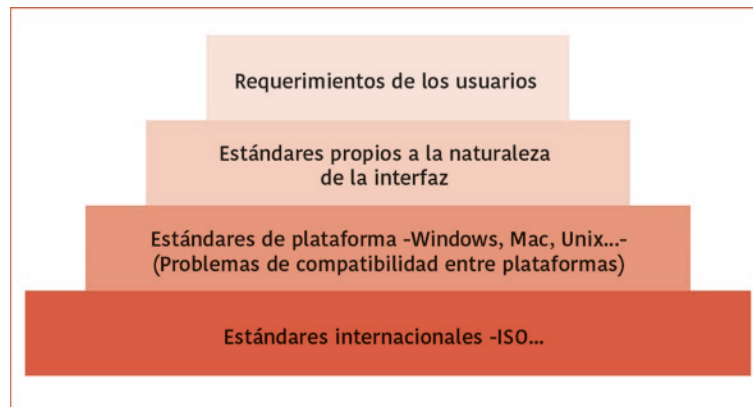 Requerimientos de los usuarios
Estándares propios a la naturaleza
de la interfaz
Estándares de plataforma -Windows, Mac, Unix...-
(Problemas de compatibilidad entre plataformas)
Estándares internacionales -ISO...